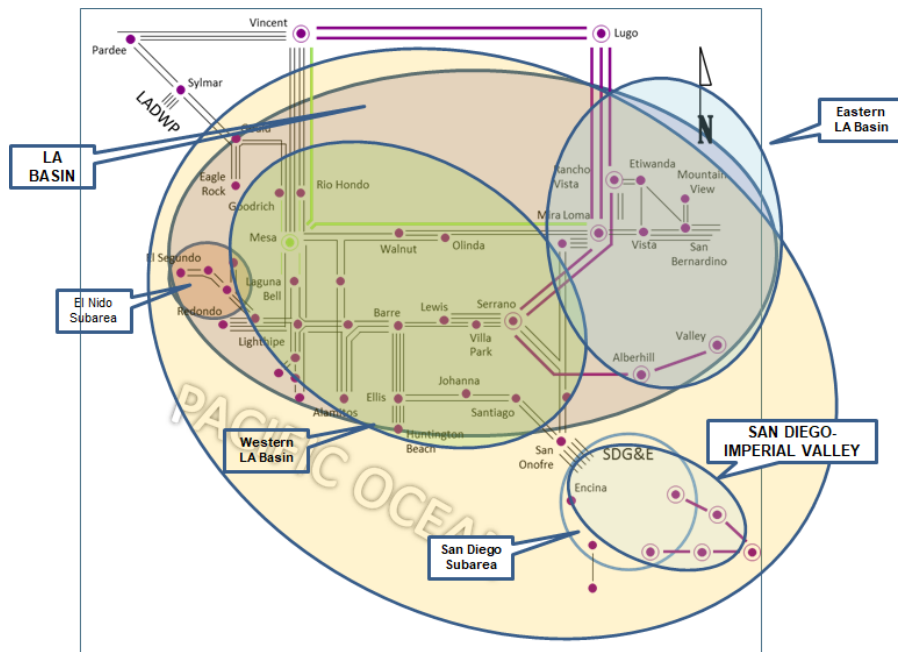 Vincent
Lugo
Pardee
Sylmar
LADWP
Gould
N
Eastern
LA Basin
LA
BASIN
Eagle
Rock
Goodrich
Rio Hondo
Rancho
Vista
Etiwanda
Mountain
View
Mira Loma
Mesa
Walnut
Olinda
Vista
San
Bernardino
El Segundo
El Nido
Subarea
Laguna
Bell
Redondo
Lighthipe
Barre
Lewis
Serrano
Villa
Park
Valley
Alberhill
Johanna
Alamitos
Ellis
Santiago
Huntington
Beach
Western
LA Basin
PACIFIC OCEAN
San
Onofre
SDG&E
SAN DIEGO-
IMPERIAL VALLEY
Encina
San Diego
Subarea